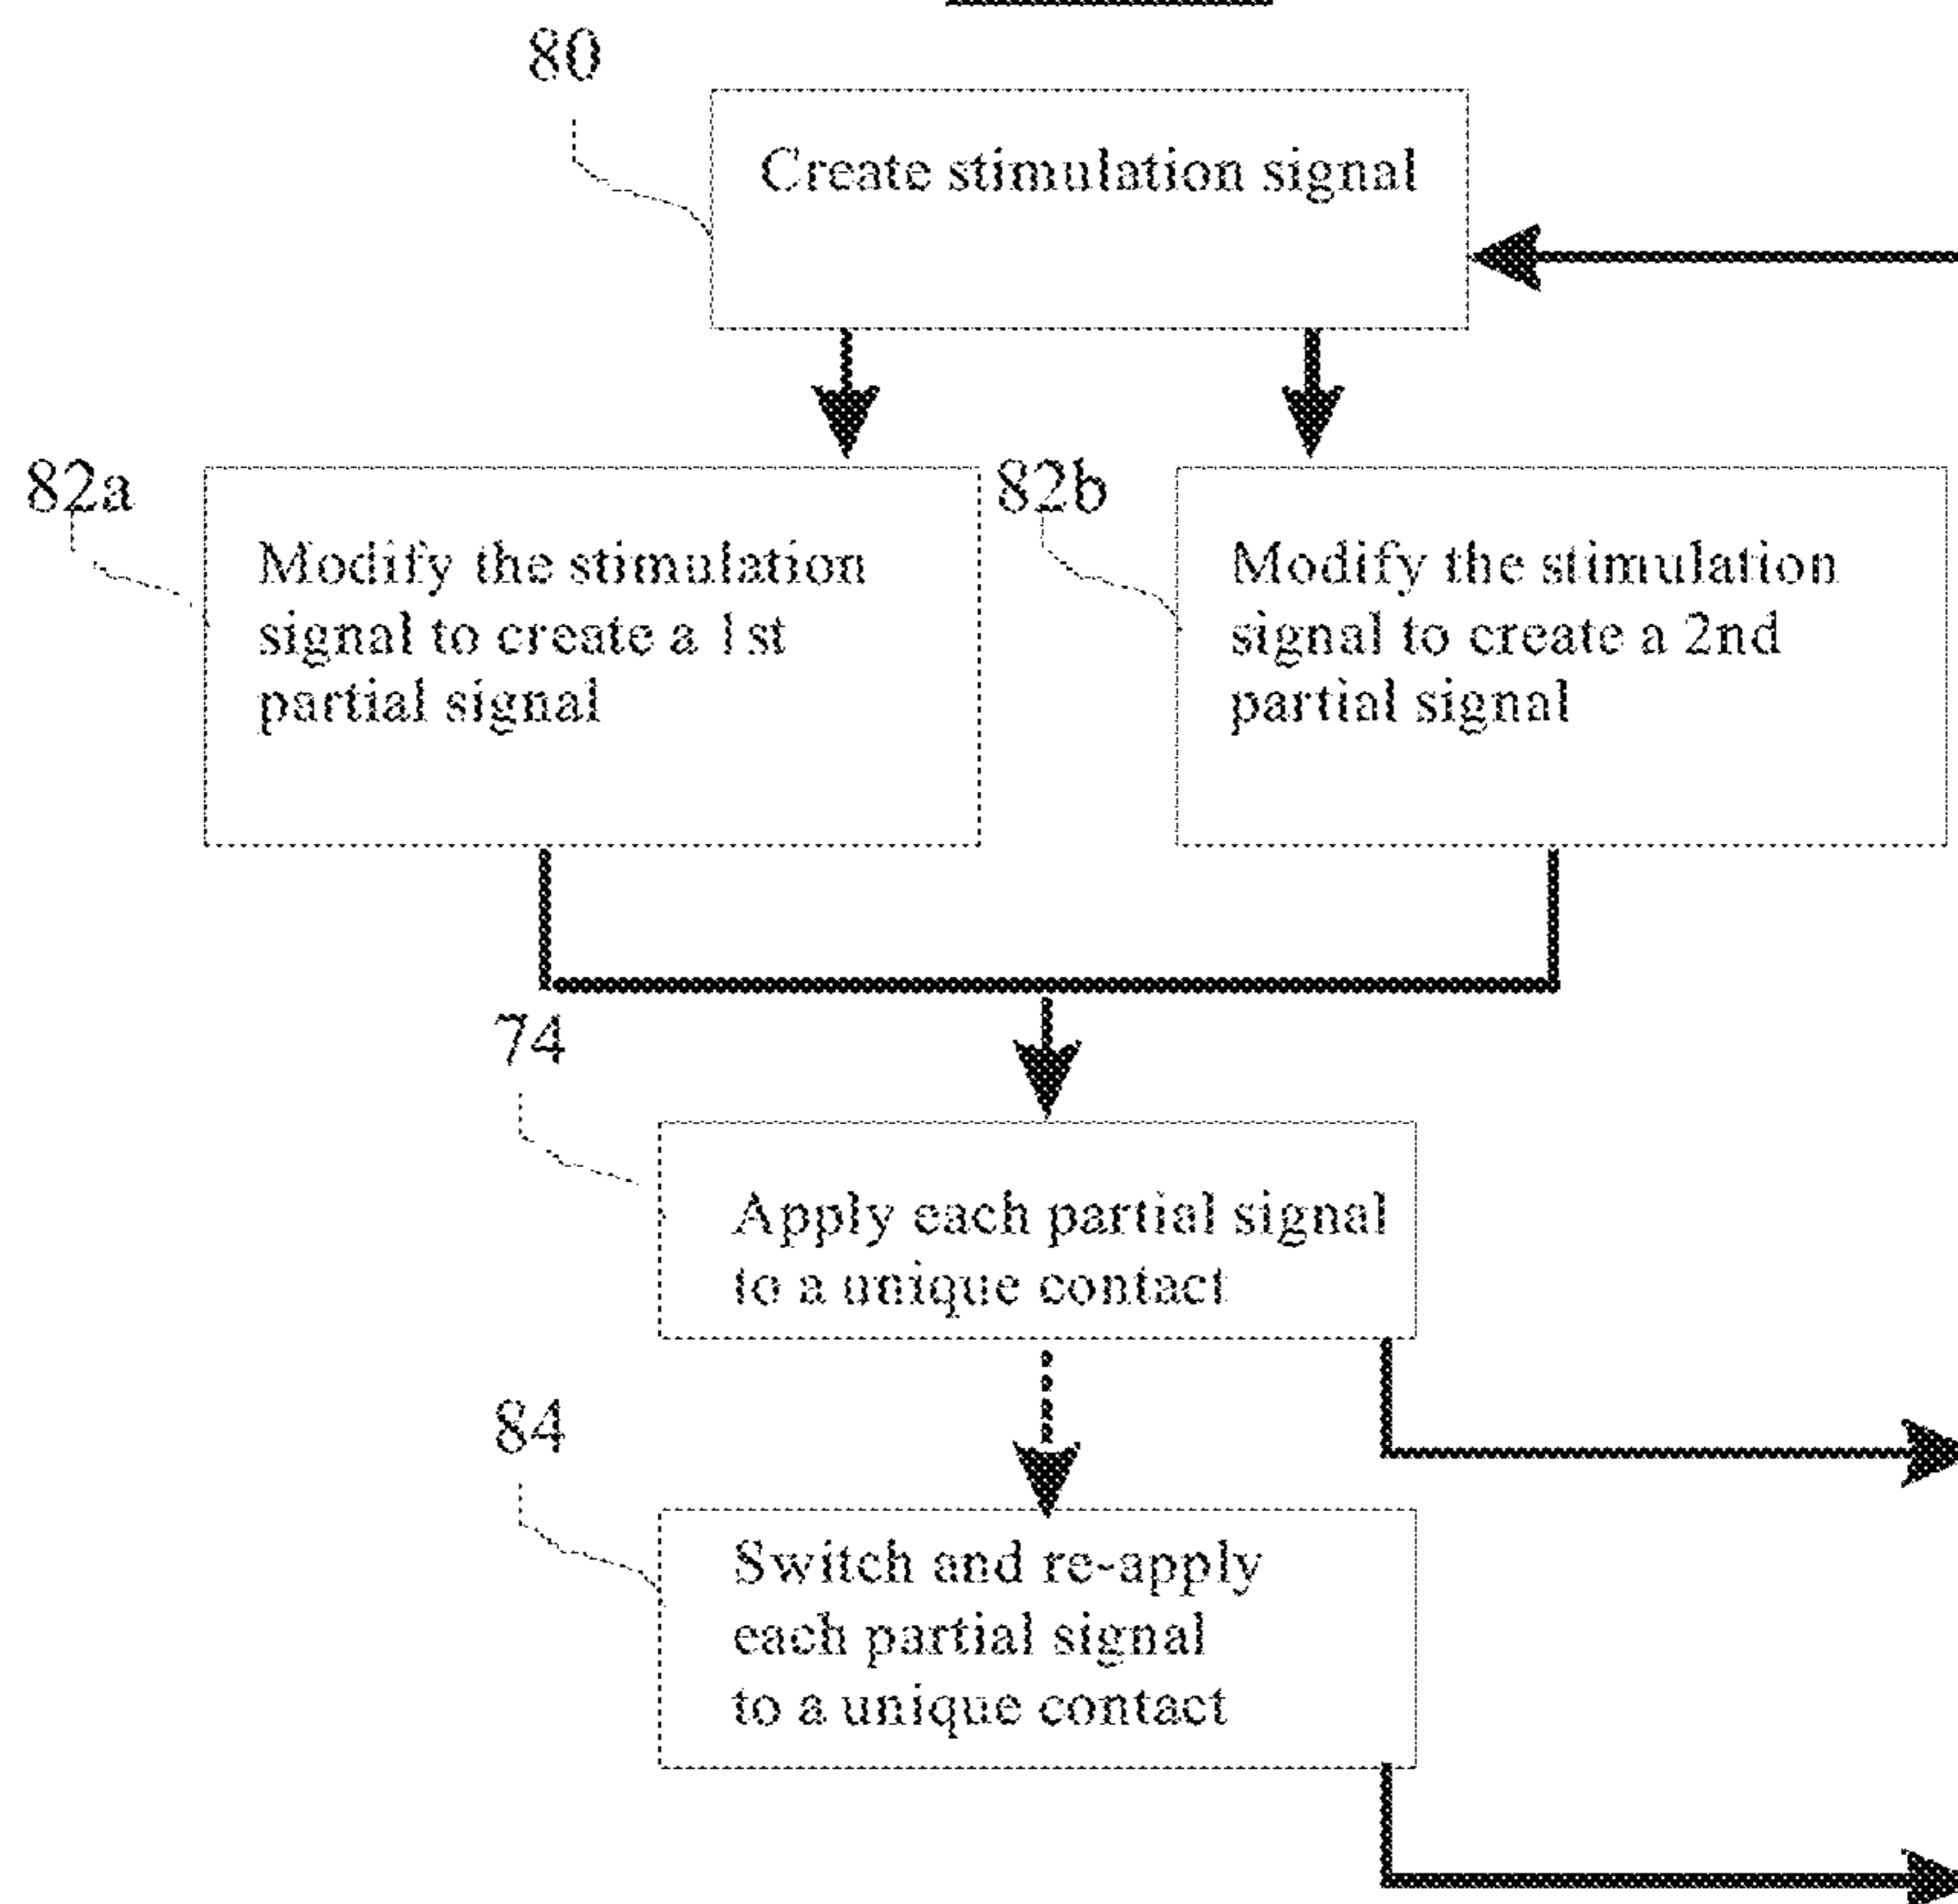 80
Create stimulation signal
82a
Modify the stimulation
signal to create a 1st
partial signal
82b
Modify the stimulation
signal to create a 2nd
partial signal
74
Apply each partial signal
to a unique contact
84
Switch and re-apply
each partial signal
to a unique contact